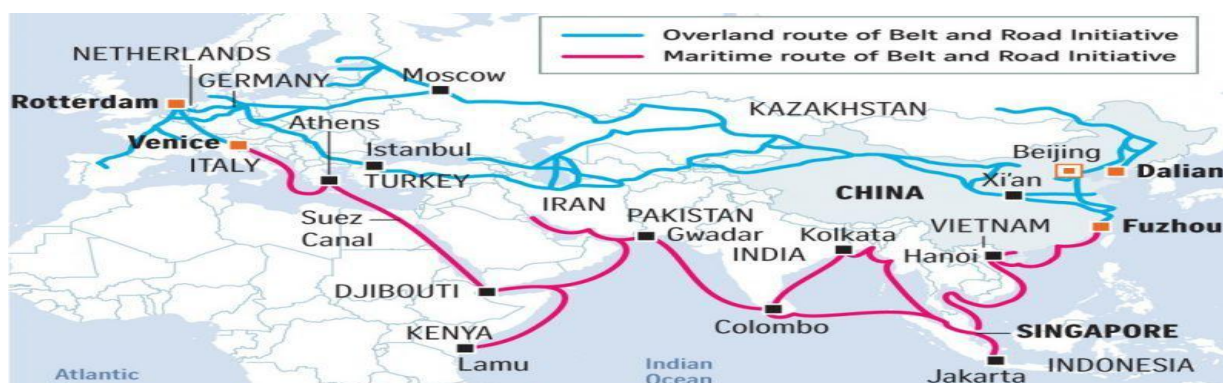 Overland route of Belt and Road Initiative
Maritime route of Belt and Road Initiative
NETHERLANDS
GERMANY
Moscow
Rotterdam
KAZAKHSTAN
Athens
Venice
Istanbul
Beijing
ITALY
TURKEY
Xi'an
Dalian
CHINA
IRAN
Suez
Canal
PAKISTAN
Gwadar
Kolkata
INDIA
VIETNAM
Hanoi
Fuzhou
DJIBOUTI
KENYA
Lamu
Colombo
SINGAPORE
Atlantic
Indian
Ocean
Jakarta
INDONESIA